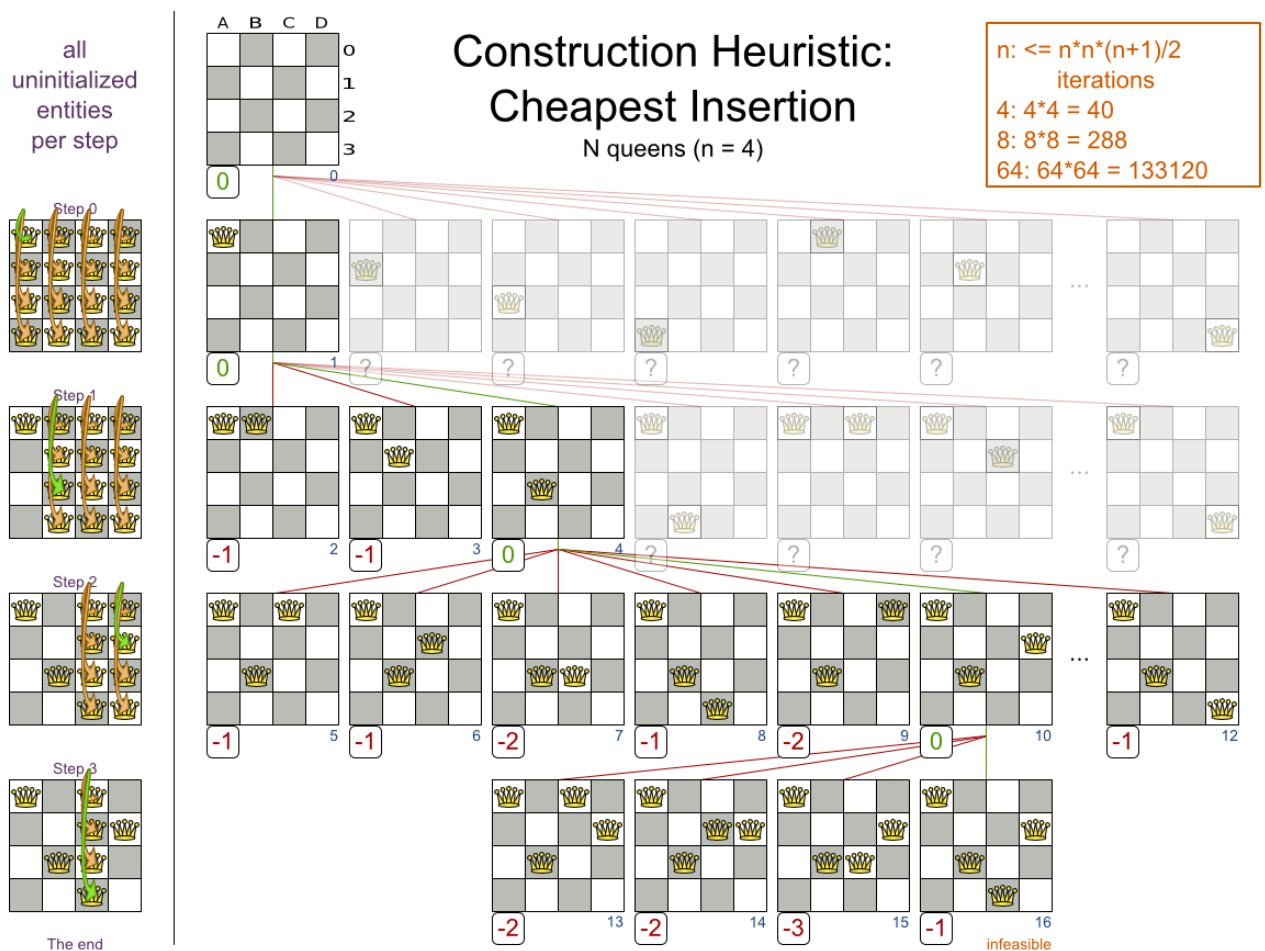 all
uninitialized
entities
per step
A B C D
0
1
2
3
Construction Heuristic:
Cheapest Insertion
N queens (n = 4)
n: <= n*n*(n+1)/2
iterations
4: 4*4 = 40
8: 8*8 = 288
64: 64*64 = 133120
0 0
Step 0
...
0 1 ? ? ? ? ? ?
Step 1
...
-1 2 -1 3 0 4 ? ? ? ?
Step 2
...
-1 5 -1 6 -2 7 -1 8 -2 9 0 10 -1 12
Step 3
-2 13 -2 14 -3 15 -1 16
The end
infeasible